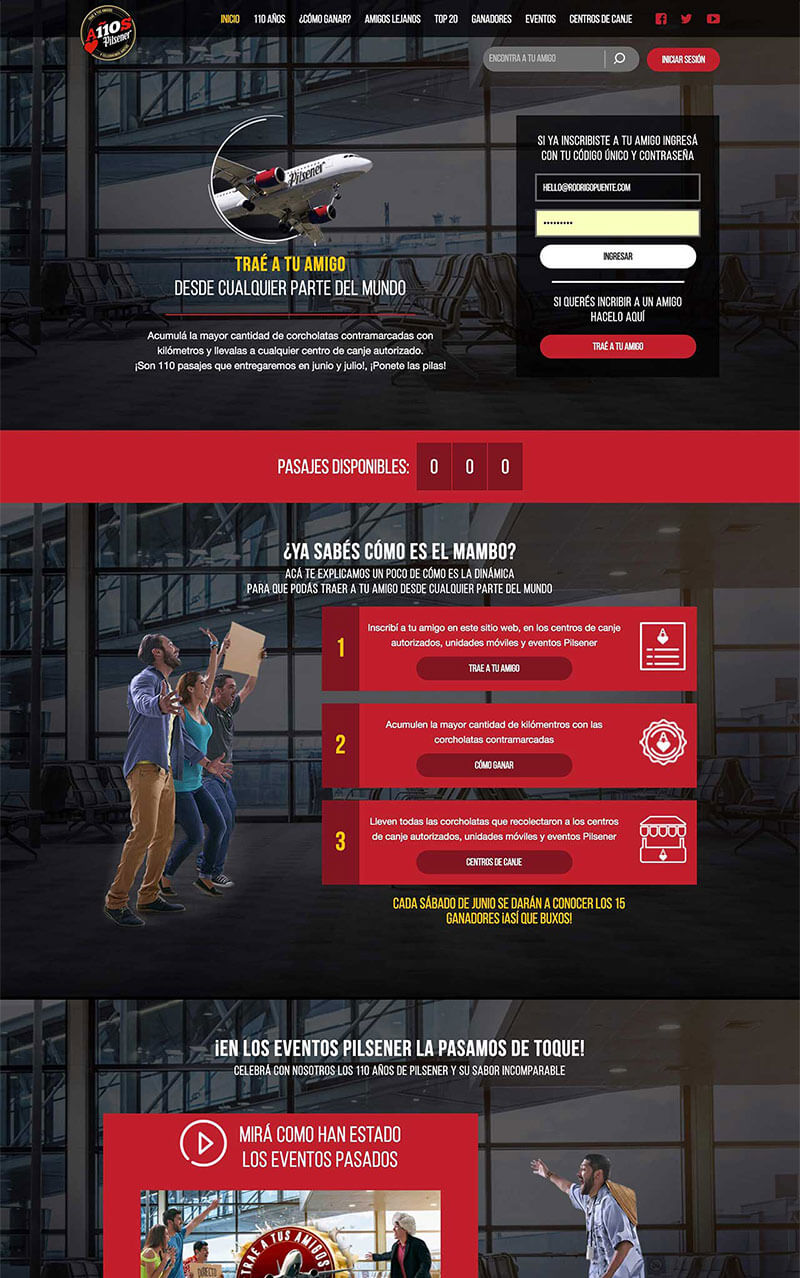 TRAE A TUS AMIGOS
AÑOS
110
Pilsener
INICIO 110 AÑOS ¿CÓMO GANAR? AMIGOS LEJANOS TOP 20 GANADORES EVENTOS CENTROS DE CANJE
ENCONTRA A TU AMIGO
INICIAR SESIÓN
Pilsener
TRAÉ A TU AMIGO
DESDE CUALQUIER PARTE DEL MUNDO
Acumulá la mayor cantidad de corcholatas contramarcadas con
kilómetros y llevalas a cualquier centro de canje autorizado.
¡Son 110 pasajes que entregaremos en junio y julio!, ¡Ponete las pilas!
SI YA INSCRIBISTE A TU AMIGO INGRESÁ
CON TU CÓDIGO ÚNICO Y CONTRASEÑA
HELLO@RODRIGOPUENTE.COM
•••••••••
INGRESAR
SI QUERÉS INCRIBIR A UN AMIGO
HACELO AQUÍ
TRAÉ A TU AMIGO
PASAJES DISPONIBLES: 0 0 0
¿YA SABÉS CÓMO ES EL MAMBO?
ACÁ TE EXPLICAMOS UN POCO DE CÓMO ES LA DINÁMICA
PARA QUE PODÁS TRAER A TU AMIGO DESDE CUALQUIER PARTE DEL MUNDO
1
Inscribí a tu amigo en este sitio web, en los centros de canje
autorizados, unidades móviles y eventos Pilsener
TRAE A TU AMIGO
2
Acumulen la mayor cantidad de kilómentros con las
corcholatas contramarcadas
CÓMO GANAR
3
Lleven todas las corcholatas que recolectaron a los centros
de canje autorizados, unidades móviles y eventos Pilsener
CENTROS DE CANJE
CADA SÁBADO DE JUNIO SE DARÁN A CONOCER LOS 15
GANADORES ¡ASÍ QUE BUXOS!
¡EN LOS EVENTOS PILSENER LA PASAMOS DE TOQUE!
CELEBRÁ CON NOSOTROS LOS 110 AÑOS DE PILSENER Y SU SABOR INCOMPARABLE
MIRÁ COMO HAN ESTADO
LOS EVENTOS PASADOS
TRAE A TUS AMIGOS
DIRECTO